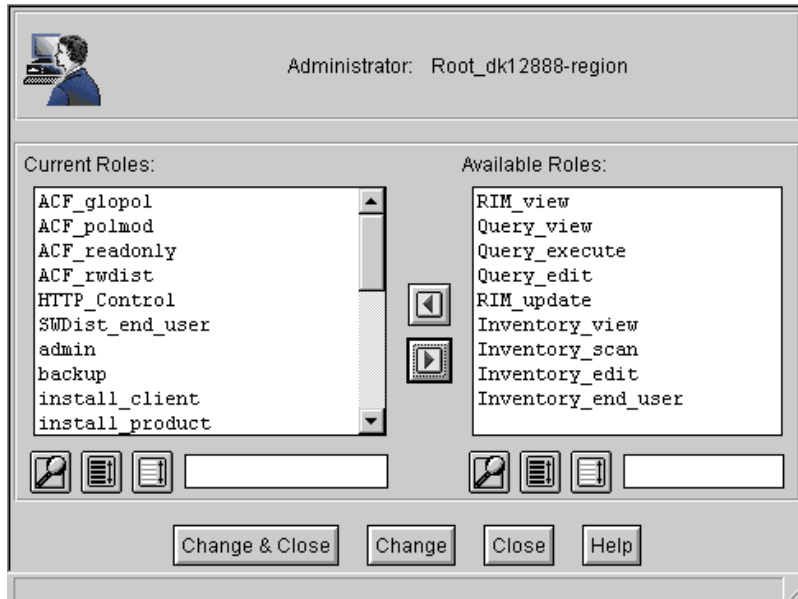 Administrator: Root_dk12888-region
Current Roles:
ACF_glopol
ACF_polmod
ACF_readonly
ACF_rwdist
HTTP_Control
SWDist_end_user
admin
backup
install_client
install_product
Available Roles:
RIM_view
Query_view
Query_execute
Query_edit
RIM_update
Inventory_view
Inventory_scan
Inventory_edit
Inventory_end_user
Change & Close
Change
Close
Help